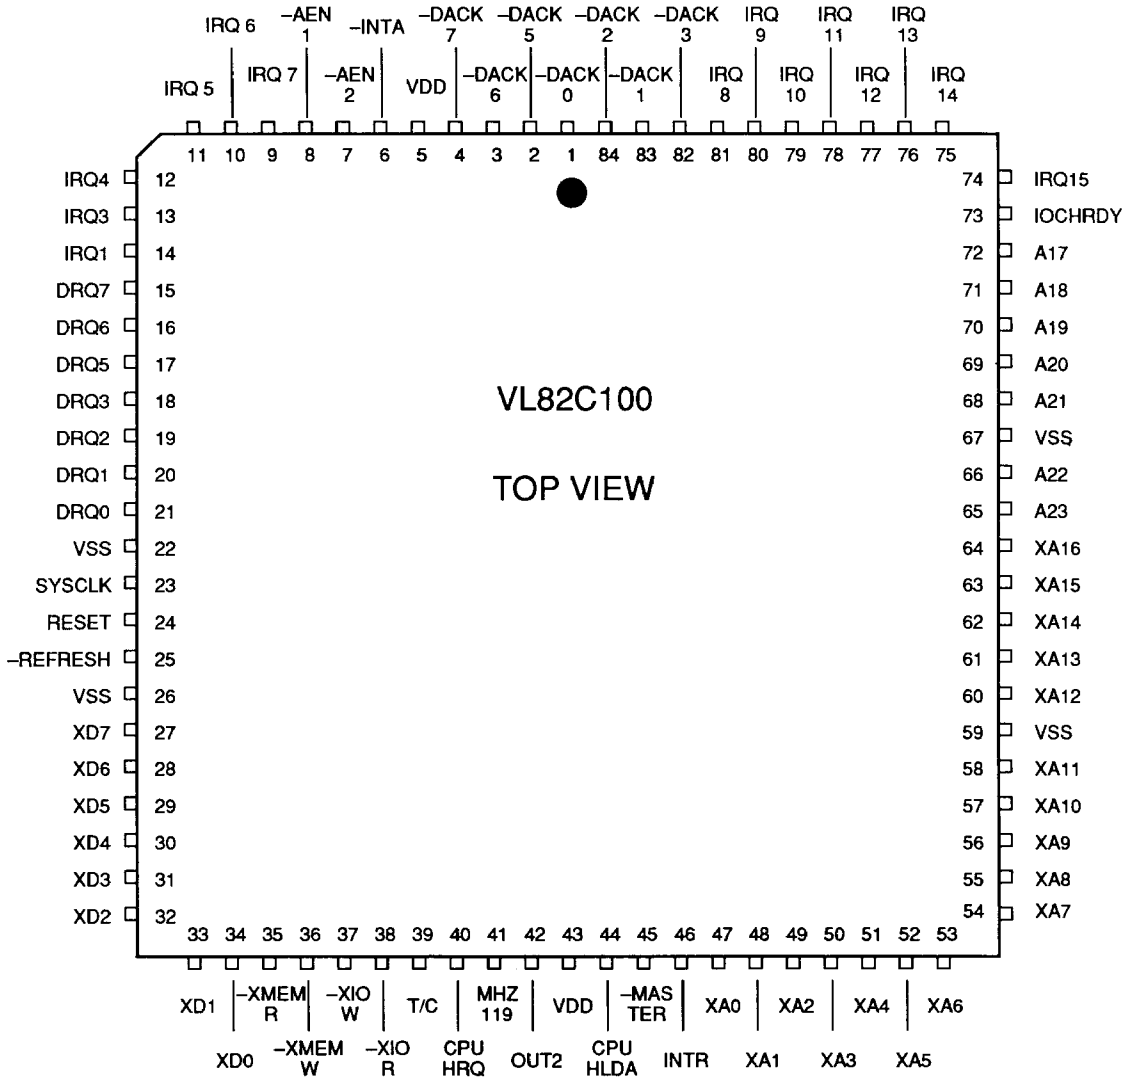 IRQ 6
–AEN
1
–INTA
–DACK
7
–DACK
5
–DACK
2
–DACK
3
IRQ
9
IRQ
11
IRQ
13
IRQ 5
IRQ 7
–AEN
2
VDD
–DACK
6
–DACK
0
–DACK
1
IRQ
8
IRQ
10
IRQ
12
IRQ
14
11 10 9 8 7 6 5 4 3 2 1 84 83 82 81 80 79 78 77 76 75
IRQ4 12
IRQ3 13
IRQ1 14
DRQ7 15
DRQ6 16
DRQ5 17
DRQ3 18
DRQ2 19
DRQ1 20
DRQ0 21
VSS 22
SYSCLK 23
RESET 24
–REFRESH 25
VSS 26
XD7 27
XD6 28
XD5 29
XD4 30
XD3 31
XD2 32
VL82C100
TOP VIEW
74 IRQ15
73 IOCHRDY
72 A17
71 A18
70 A19
69 A20
68 A21
67 VSS
66 A22
65 A23
64 XA16
63 XA15
62 XA14
61 XA13
60 XA12
59 VSS
58 XA11
57 XA10
56 XA9
55 XA8
54 XA7
33 34 35 36 37 38 39 40 41 42 43 44 45 46 47 48 49 50 51 52 53
XD1
–XMEM
R
–XIO
W
T/C
MHZ
119
VDD
–MAS
TER
XA0
XA2
XA4
XA6
XD0
–XMEM
W
–XIO
R
CPU
HRQ
OUT2
CPU
HLDA
INTR
XA1
XA3
XA5